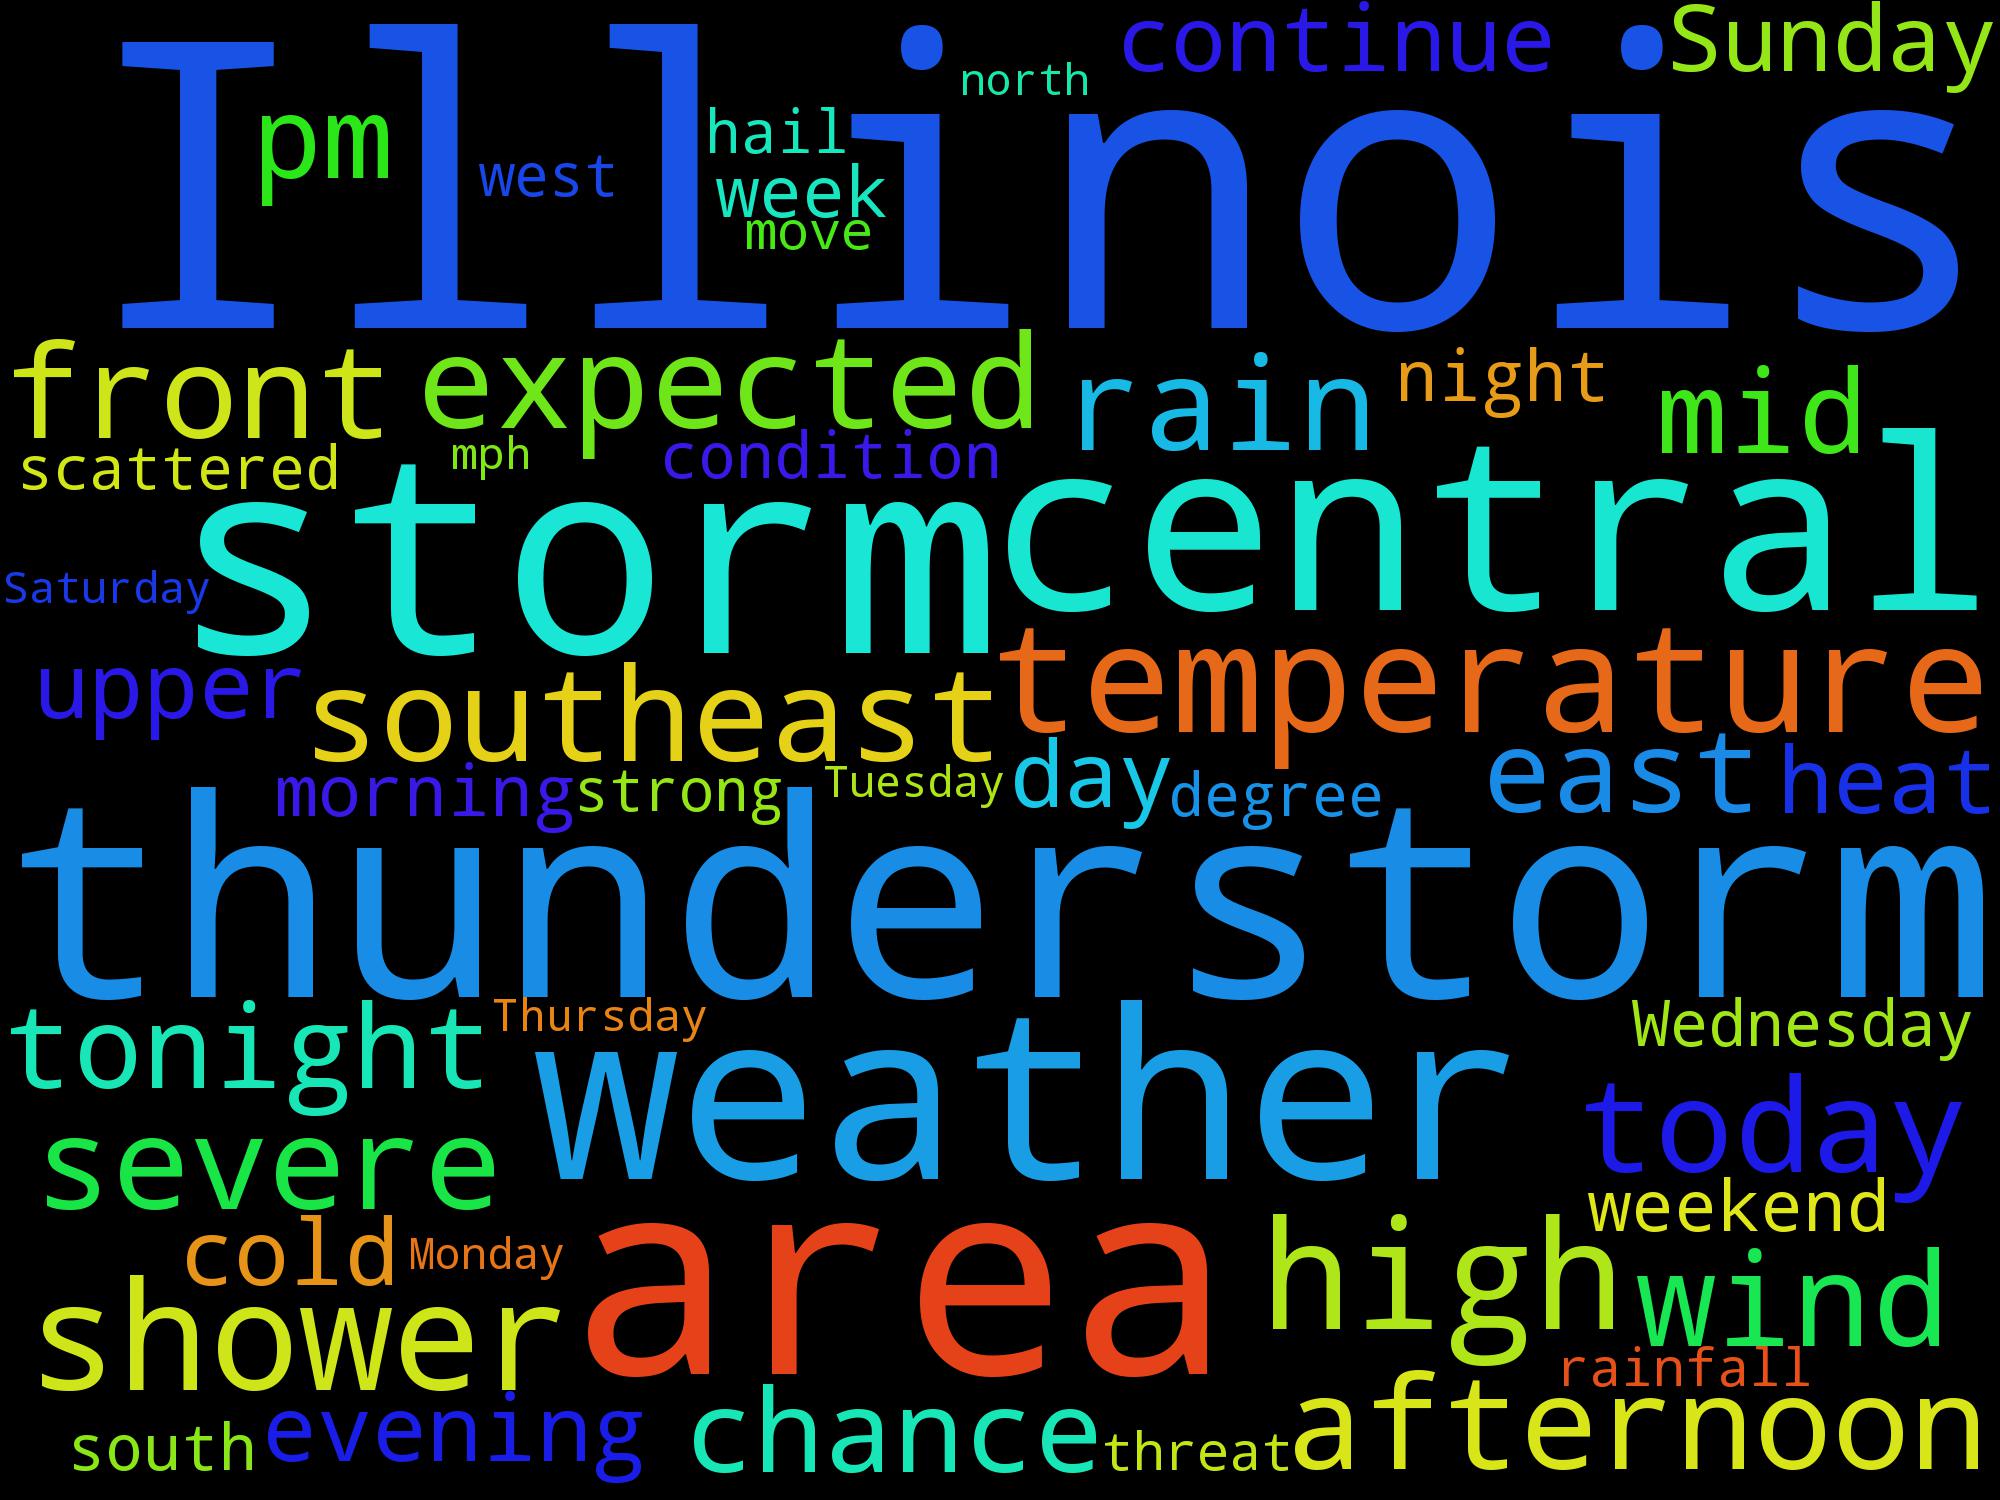 continue Sunday
Illinois
north
pm
west
hail
week
move
front expected rain night mid
scattered mph condition
storm central
Saturday
upper southeast temperature
morning strong Tuesday day degree east heat
thunderstorm
tonight Thursday weather Wednesday
severe today
weekend
cold Monday area high wind
shower
rainfall
south evening chance threat afternoon